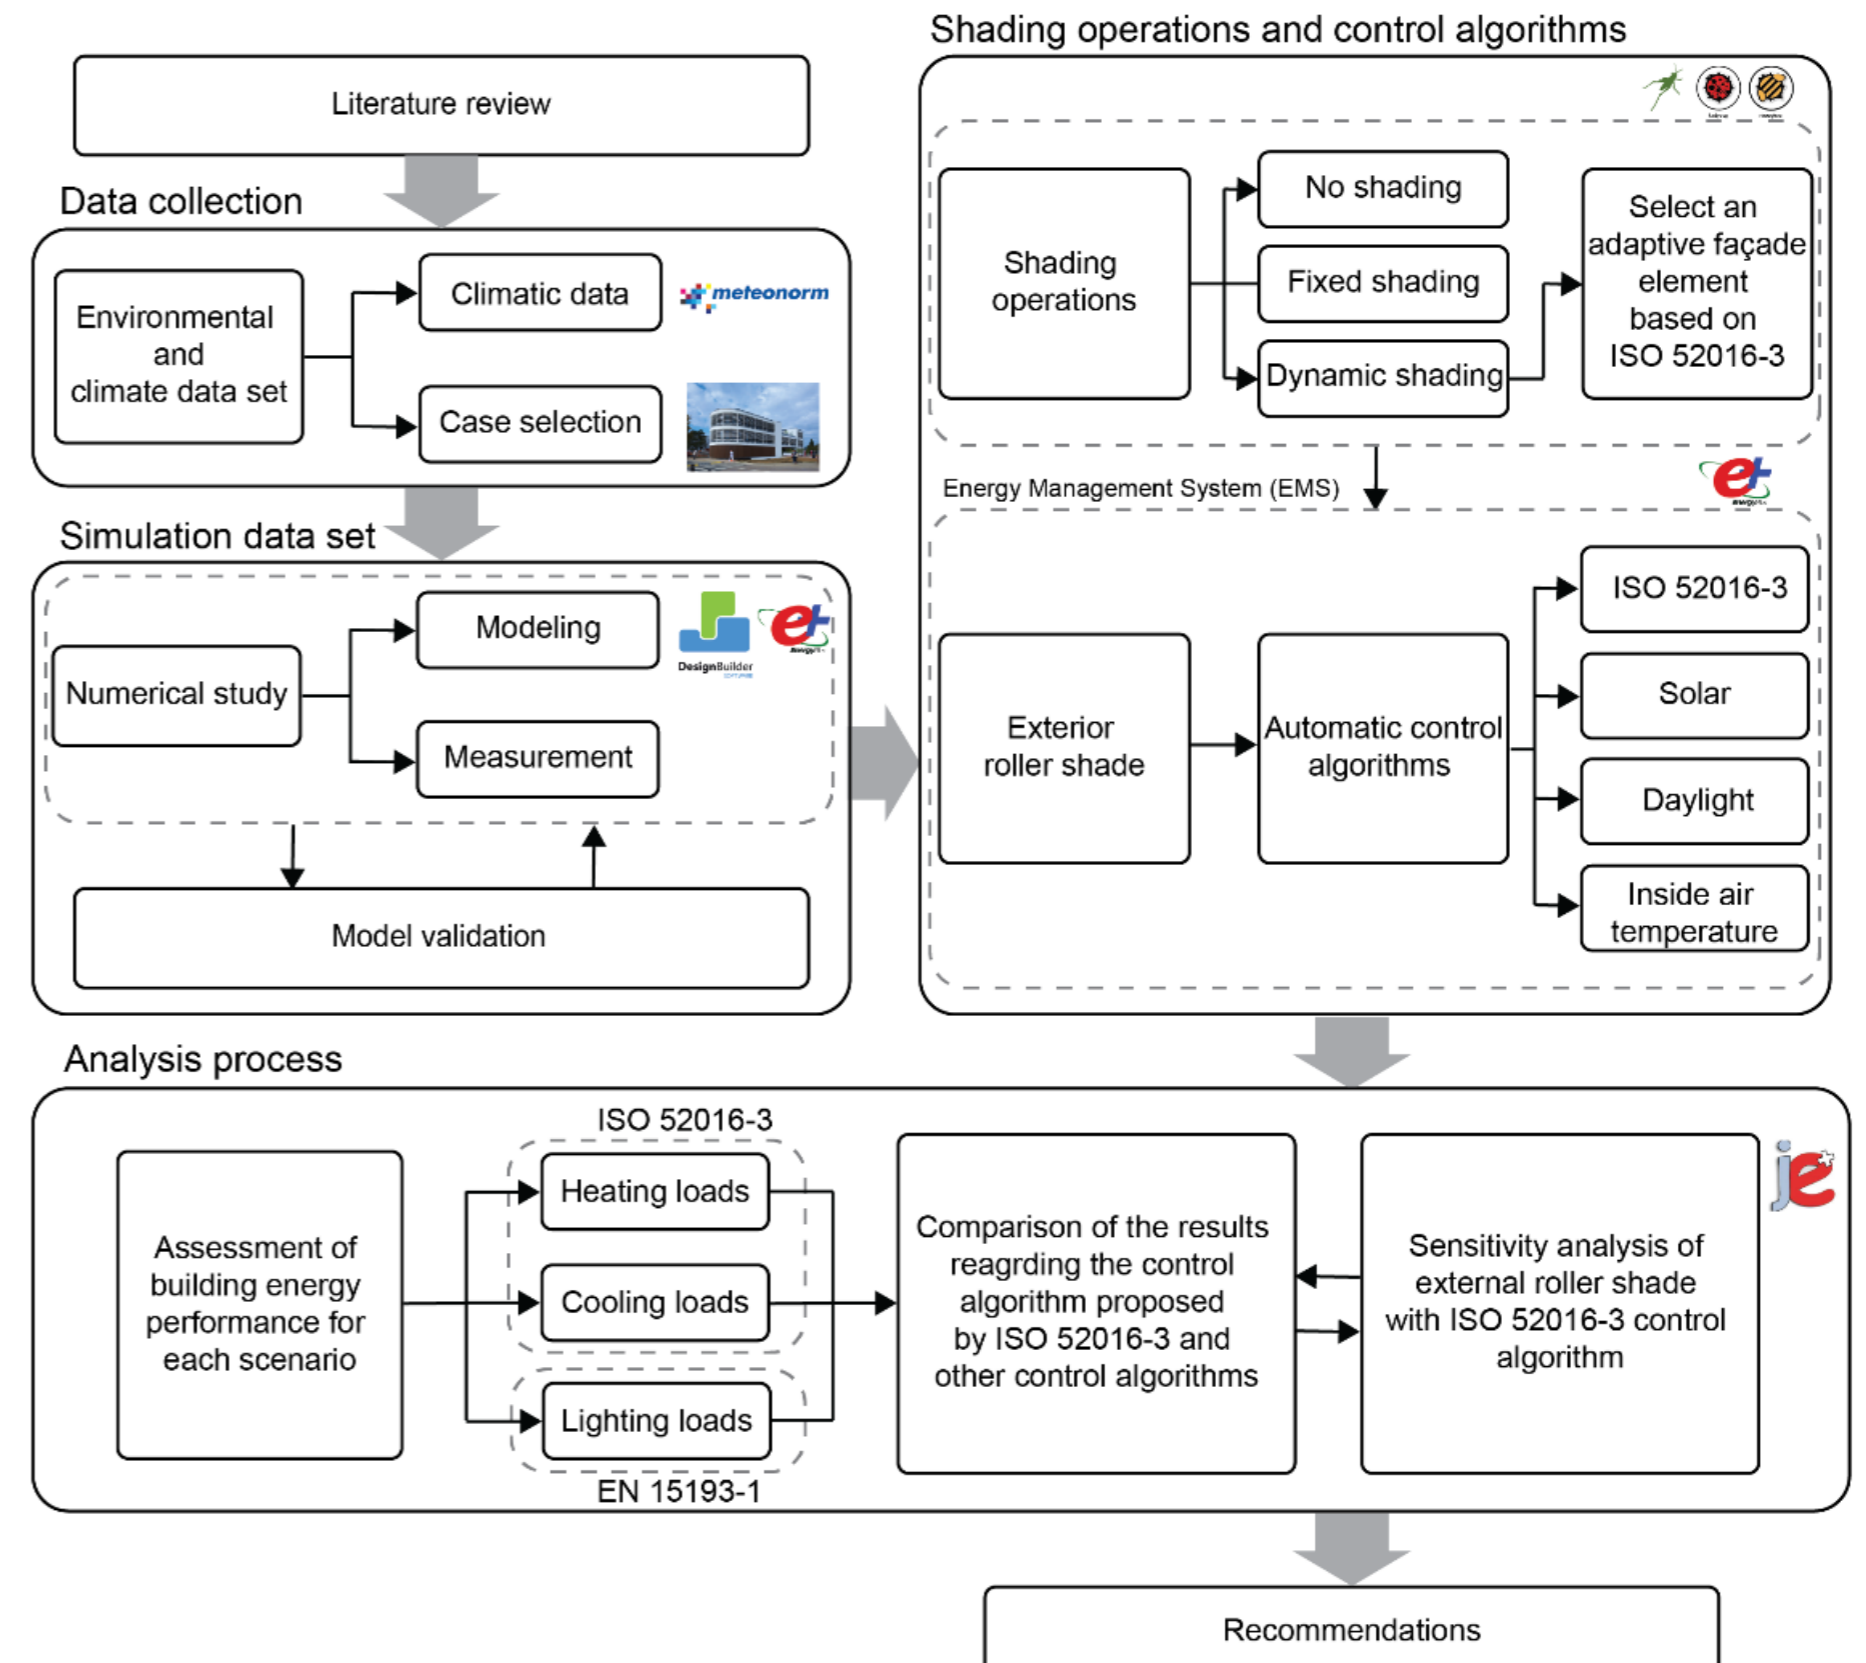 Literature review
Data collection
Environmental
and
climate data set
Climatic data
meteonorm
Case selection
Simulation data set
Numerical study
Modeling
DesignBuilder
SOFTWARE
e+
Measurement
Model validation
Shading operations and control algorithms
Shading
operations
No shading
Fixed shading
Dynamic shading
Select an
adaptive façade
element
based on
ISO 52016-3
Energy Management System (EMS)
e+
Exterior
roller shade
Automatic control
algorithms
ISO 52016-3
Solar
Daylight
Inside air
temperature
Analysis process
Assessment of
building energy
performance for
each scenario
ISO 52016-3
Heating loads
Cooling loads
Lighting loads
EN 15193-1
Comparison of the results
reagrding the control
algorithm proposed
by ISO 52016-3 and
other control algorithms
Sensitivity analysis of
external roller shade
with ISO 52016-3 control
algorithm
je+
Recommendations